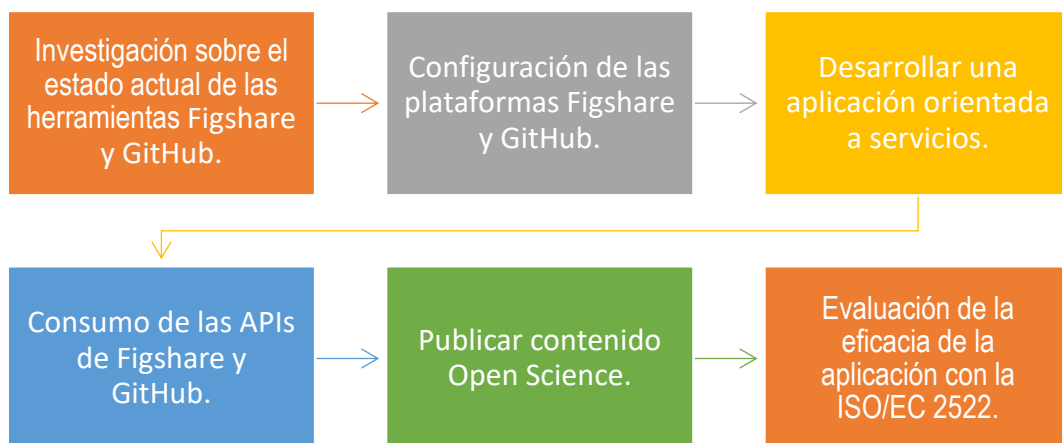 Investigación sobre el
estado actual de las
herramientas Figshare
y GitHub.
Configuración de las
plataformas Figshare
y GitHub.
Desarrollar una
aplicación orientada
a servicios.
Consumo de las APIs
de Figshare y
GitHub.
Publicar contenido
Open Science.
Evaluación de la
eficacia de la
aplicación con la
ISO/EC 2522.